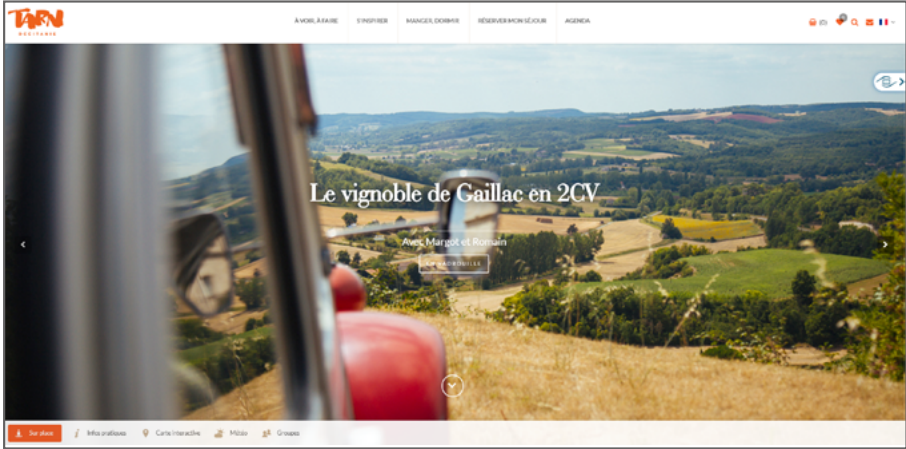 TARN
OCCITANIE
À VOIR, À FAIRE
S'INSPIRER
MANGER, DORMIR
RÉSERVER MON SÉJOUR
AGENDA
Le vignoble de Gaillac en 2CV
Avec Margot et Romain
Sur place
Infos pratiques
Carte interactive
Météo
Groupes